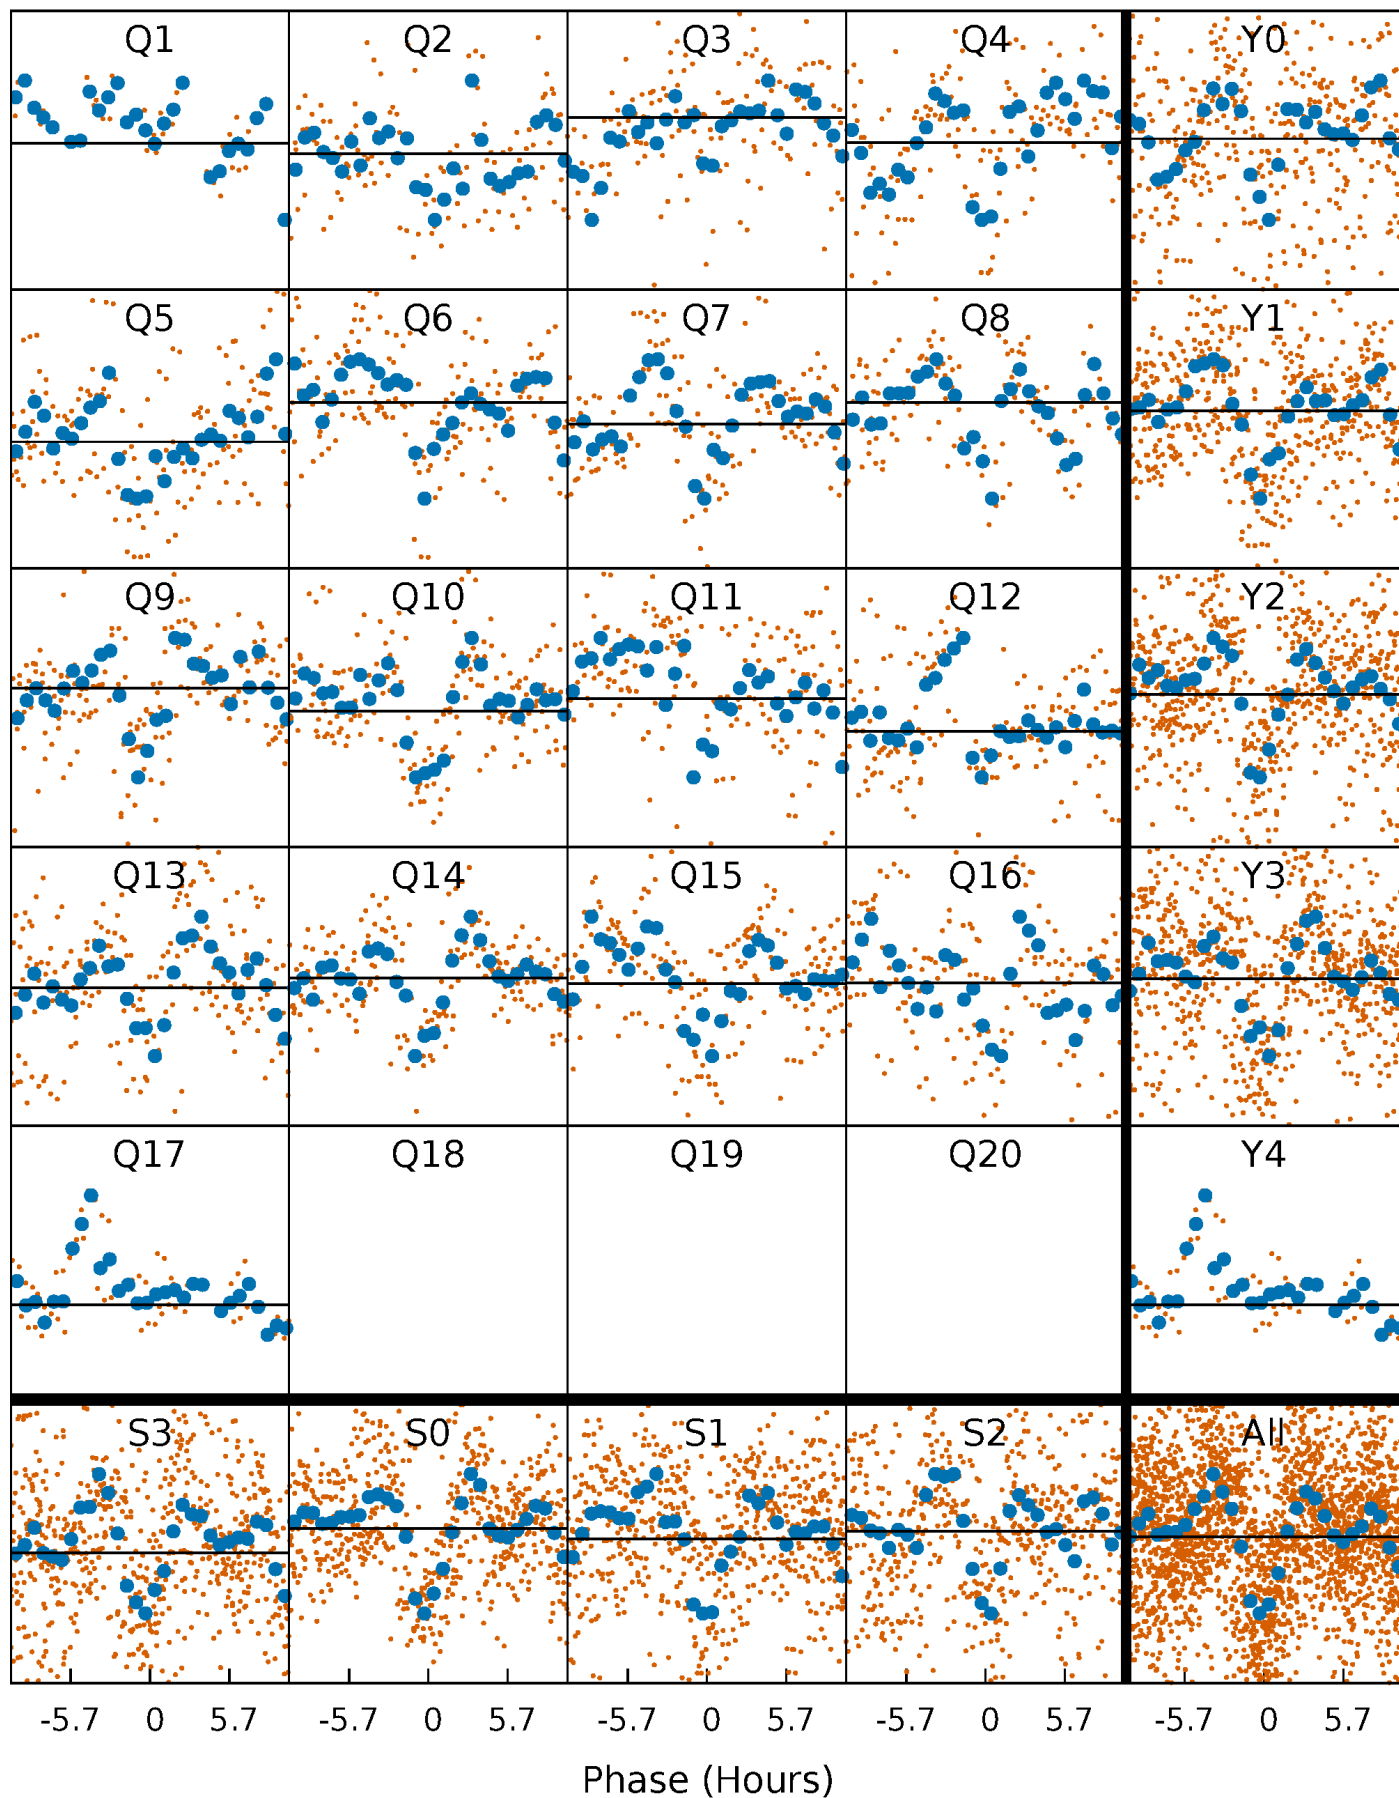 Q1 Q2 Q3 Q4 Y0
Q5 Q6 Q7 Q8 Y1
Q9 Q10 Q11 Q12 Y2
Q13 Q14 Q15 Q16 Y3
Q17 Q18 Q19 Q20 Y4
S3 S0 S1 S2 All
-5.7 0 5.7 -5.7 0 5.7 -5.7 0 5.7 -5.7 0 5.7 -5.7 0 5.7
Phase (Hours)